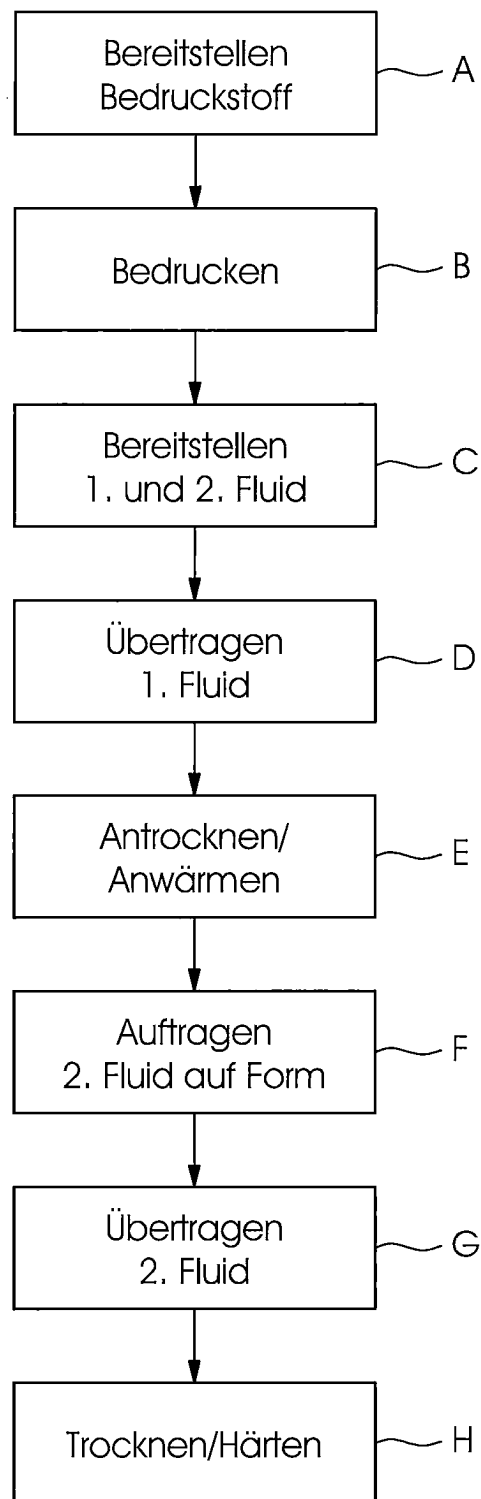 Bereitstellen
Bedruckstoff
A
Bedrucken
B
Bereitstellen
1. und 2. Fluid
C
Übertragen
1. Fluid
D
Antrocknen/
Anwärmen
E
Auftragen
2. Fluid auf Form
F
Übertragen
2. Fluid
G
Trocknen/Härten
H